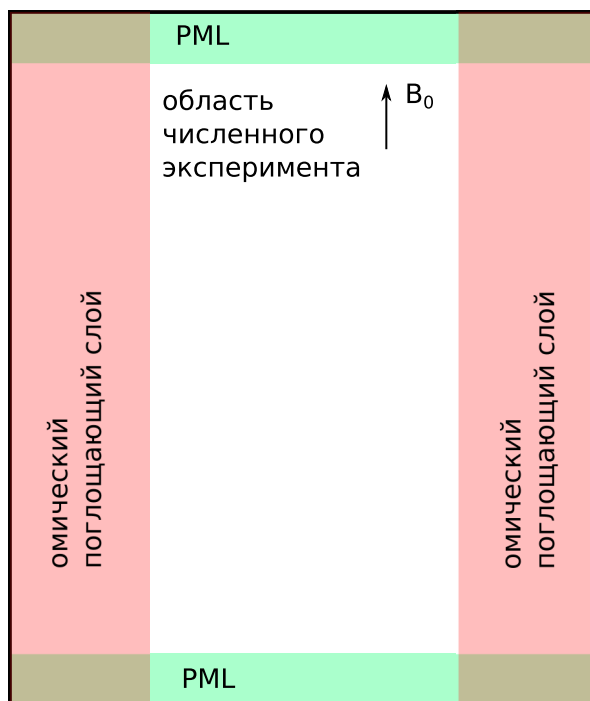 PML
область
численного
эксперимента
B₀
омический
поглощающий слой
омический
поглощающий слой
PML